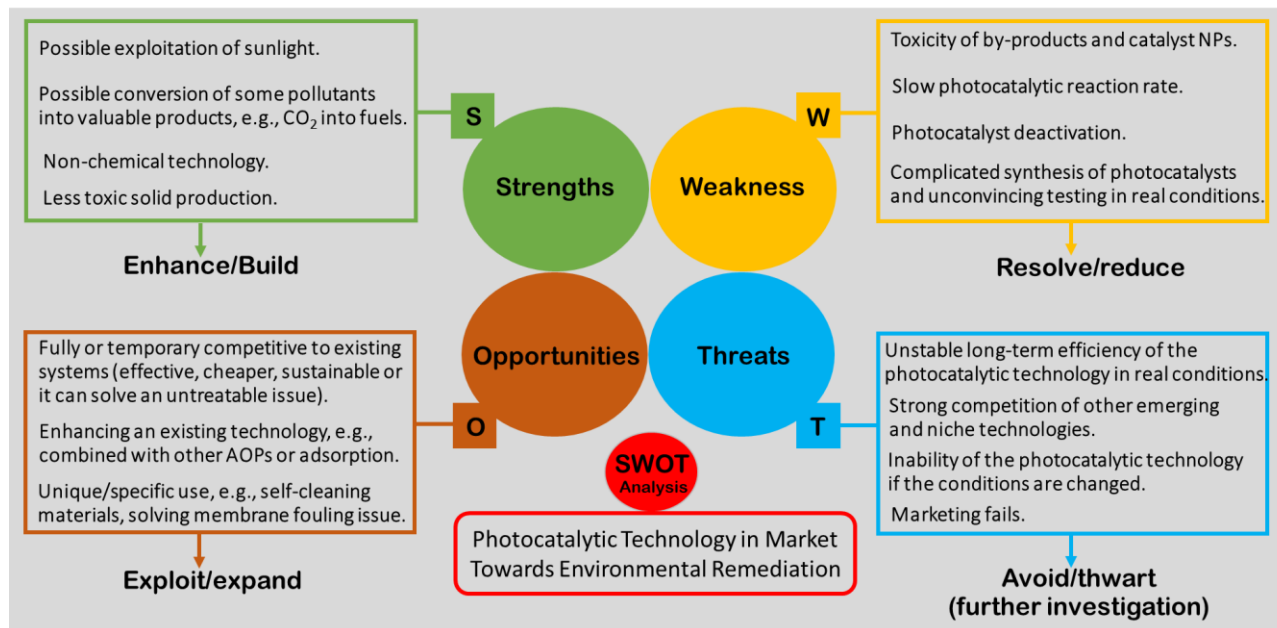 Possible exploitation of sunlight.
Possible conversion of some pollutants
into valuable products, e.g., CO₂ into fuels.
Non-chemical technology.
Less toxic solid production.
Enhance/Build
S
Strengths
W
Weakness
Toxicity of by-products and catalyst NPs.
Slow photocatalytic reaction rate.
Photocatalyst deactivation.
Complicated synthesis of photocatalysts
and unconvincing testing in real conditions.
Resolve/reduce
Fully or temporary competitive to existing
systems (effective, cheaper, sustainable or
it can solve an untreatable issue).
Enhancing an existing technology, e.g.,
combined with other AOPs or adsorption.
Unique/specific use, e.g., self-cleaning
materials, solving membrane fouling issue.
Exploit/expand
O
Opportunities
T
Threats
Unstable long-term efficiency of the
photocatalytic technology in real conditions.
Strong competition of other emerging
and niche technologies.
Inability of the photocatalytic technology
if the conditions are changed.
Marketing fails.
Avoid/thwart
(further investigation)
SWOT
Analysis
Photocatalytic Technology in Market
Towards Environmental Remediation